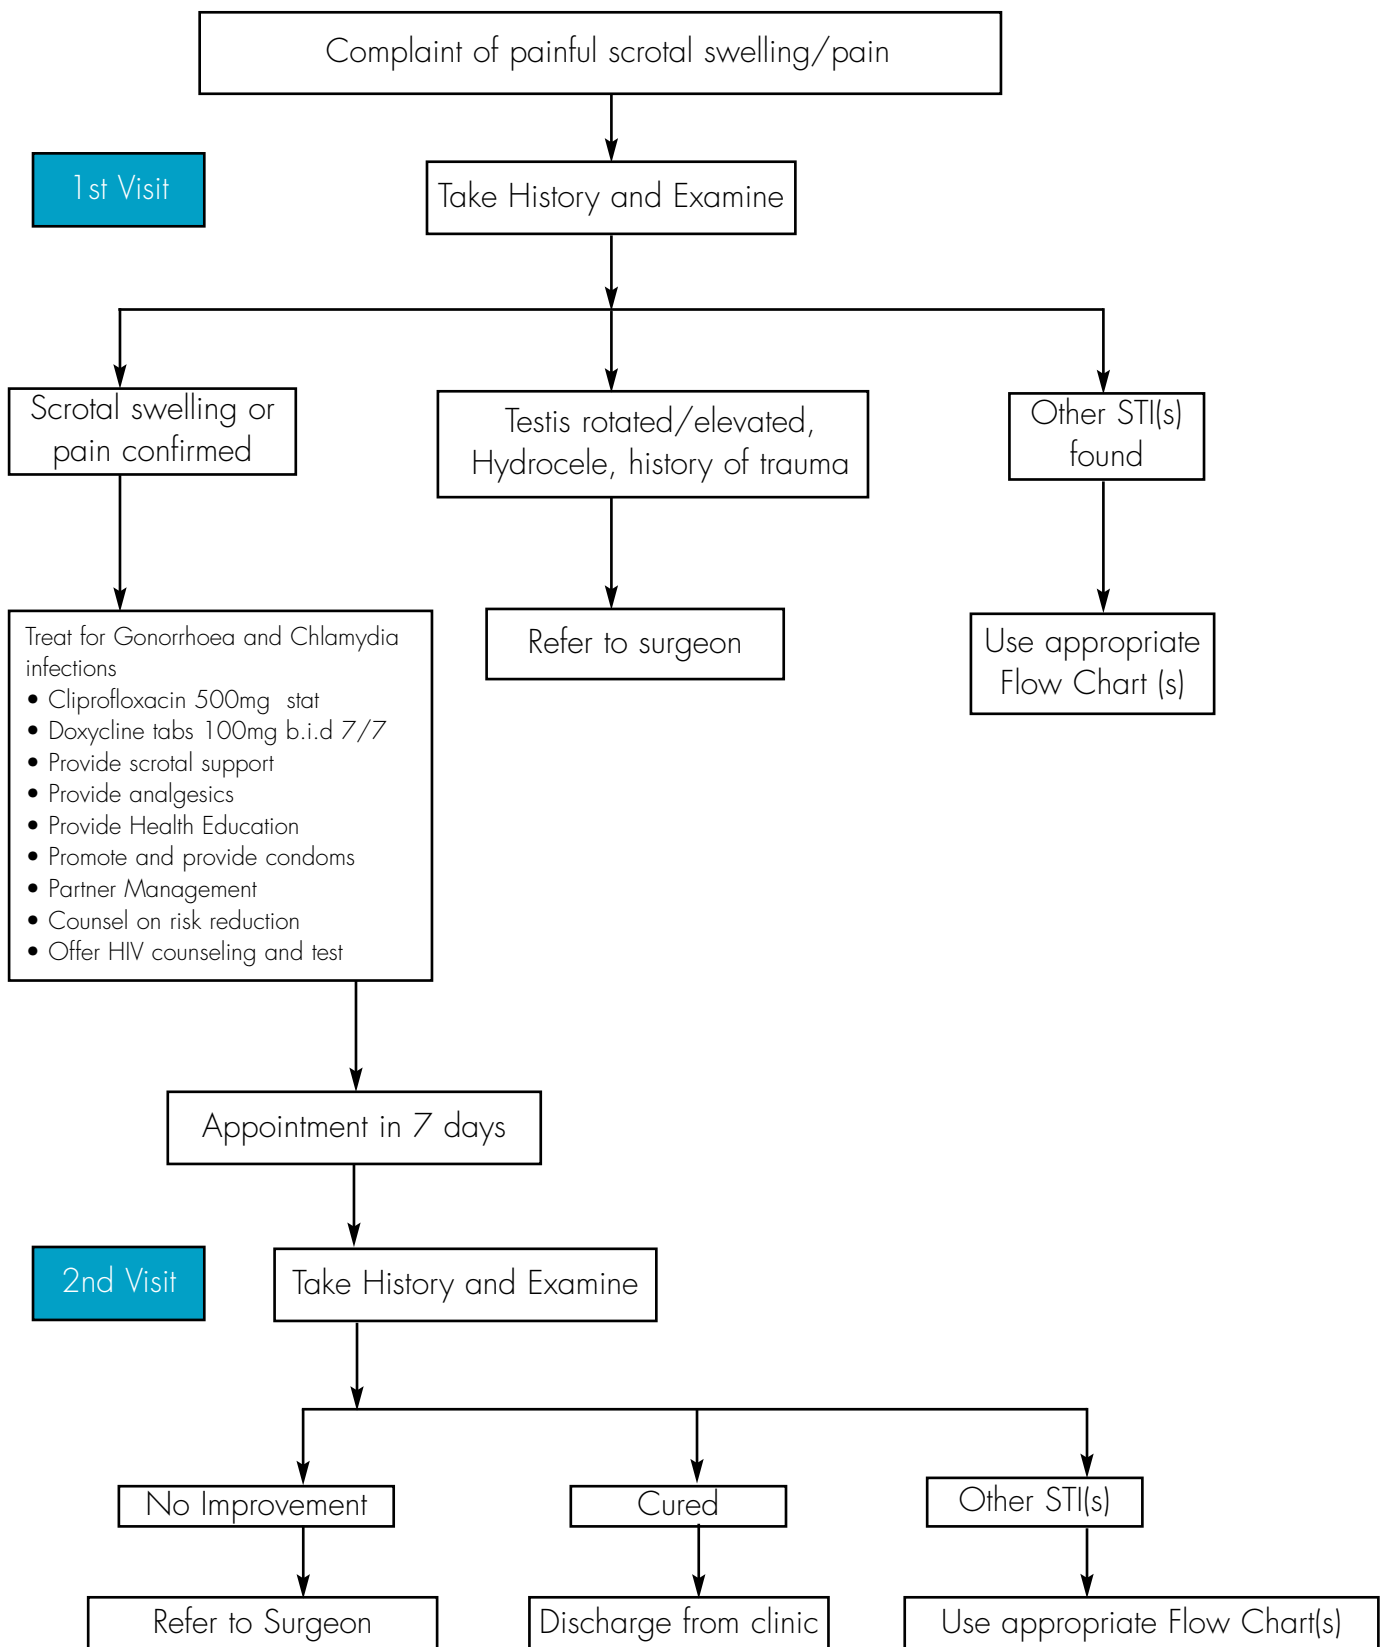 Complaint of painful scrotal swelling/pain
1st Visit
Take History and Examine
Scrotal swelling or
pain confirmed
Testis rotated/elevated,
Hydrocele, history of trauma
Other STI(s)
found
Treat for Gonorrhoea and Chlamydia
infections
• Cliprofloxacin 500mg stat
• Doxycline tabs 100mg b.i.d 7/7
• Provide scrotal support
• Provide analgesics
• Provide Health Education
• Promote and provide condoms
• Partner Management
• Counsel on risk reduction
• Offer HIV counseling and test
Refer to surgeon
Use appropriate
Flow Chart (s)
Appointment in 7 days
2nd Visit
Take History and Examine
No Improvement
Cured
Other STI(s)
Refer to Surgeon
Discharge from clinic
Use appropriate Flow Chart(s)